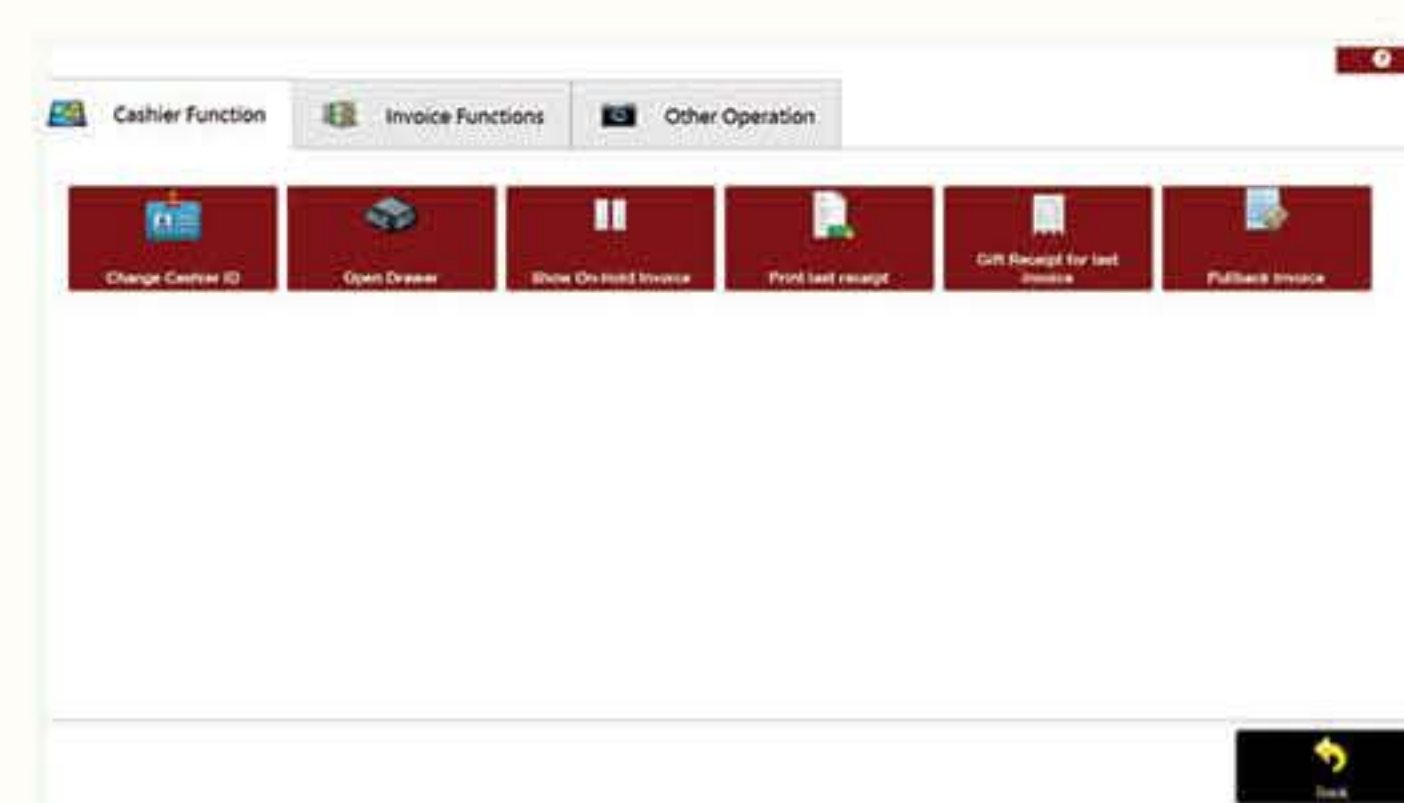 Cashier Function
Invoice Functions
Other Operation
Change Cashier ID
Open Drawer
Show On-Hold Invoice
Print last receipt
Gift Receipt for last
invoice
Pullback Invoice
Back